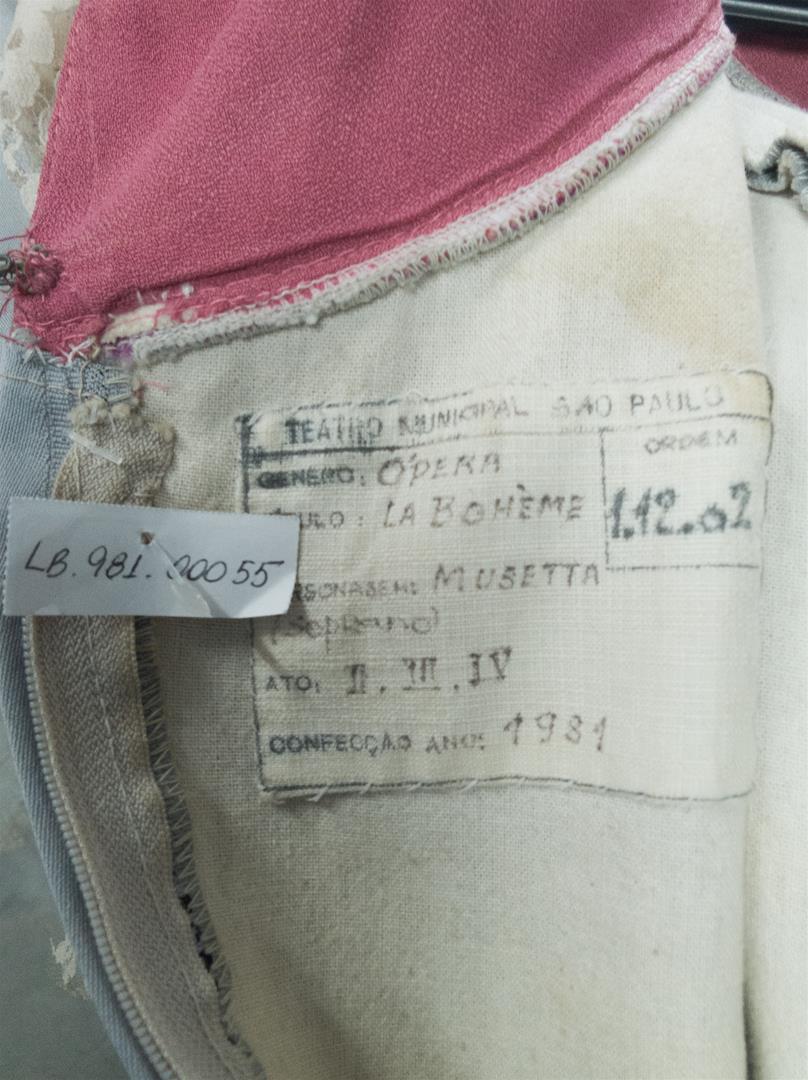 TEATRO MUNICIPAL SÃO PAULO
ORDEM
GENERO: ÓPERA
: LA BOHÈME
1.12.02
MUSETTA
(Soprano)
ATO: II. III. IV
CONFECÇÃO ANO: 1981
LB.981.00055